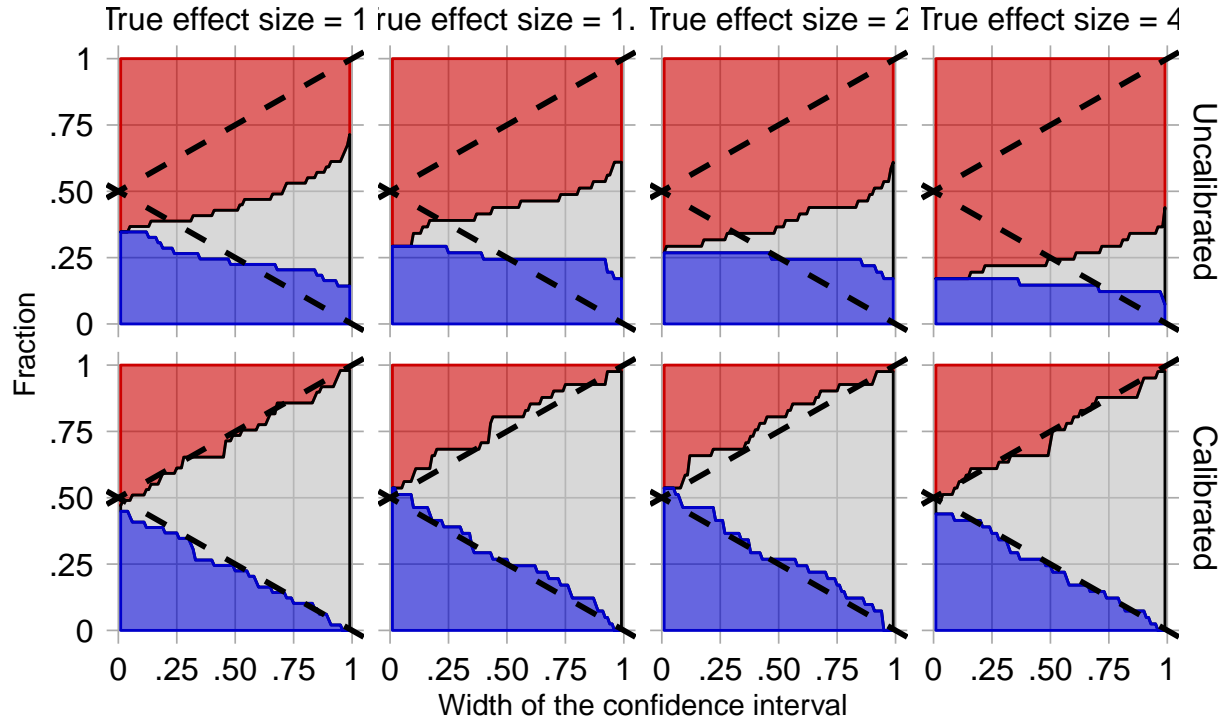 True effect size = 1
rue effect size = 1.
True effect size = 2
True effect size = 4
1
.75
.50
.25
0
Uncalibrated
Fraction
1
.75
.50
.25
0
Calibrated
0 .25 .50 .75 1
0 .25 .50 .75 1
0 .25 .50 .75 1
0 .25 .50 .75 1
Width of the confidence interval